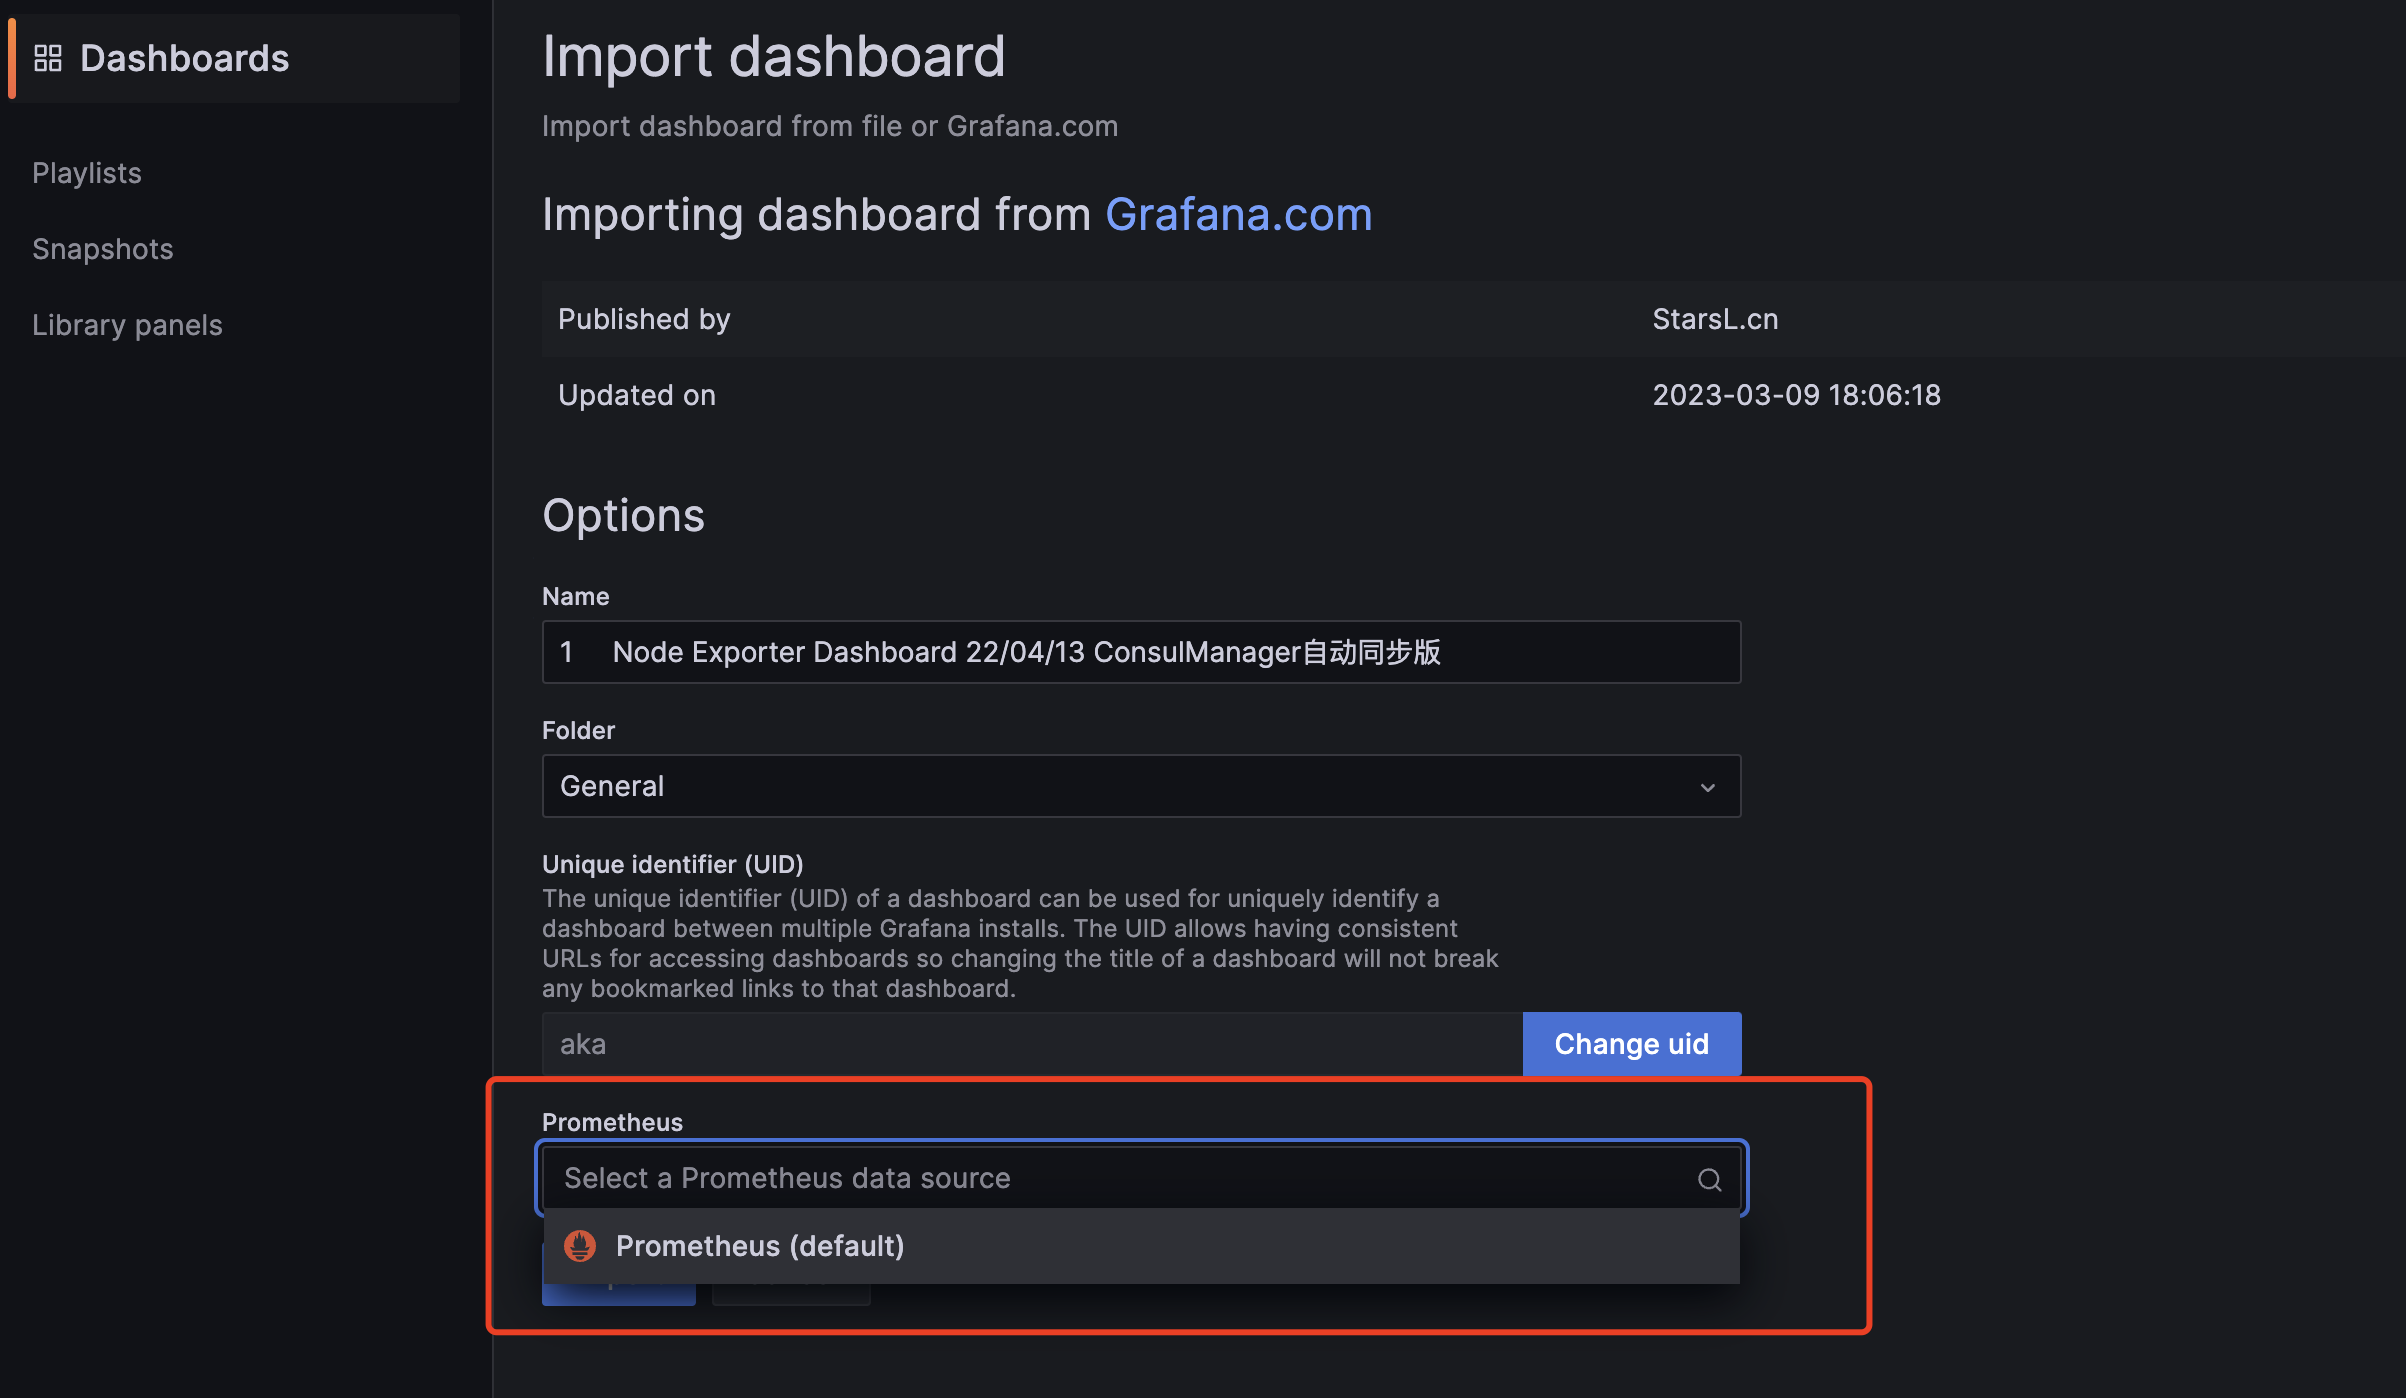 Dashboards
Playlists
Snapshots
Library panels
Import dashboard
Import dashboard from file or Grafana.com
Importing dashboard from Grafana.com
Published by StarsL.cn
Updated on 2023-03-09 18:06:18
Options
Name
1 Node Exporter Dashboard 22/04/13 ConsulManager自动同步版
Folder
General
Unique identifier (UID)
The unique identifier (UID) of a dashboard can be used for uniquely identify a
dashboard between multiple Grafana installs. The UID allows having consistent
URLs for accessing dashboards so changing the title of a dashboard will not break
any bookmarked links to that dashboard.
aka
Change uid
Prometheus
Select a Prometheus data source
Prometheus (default)